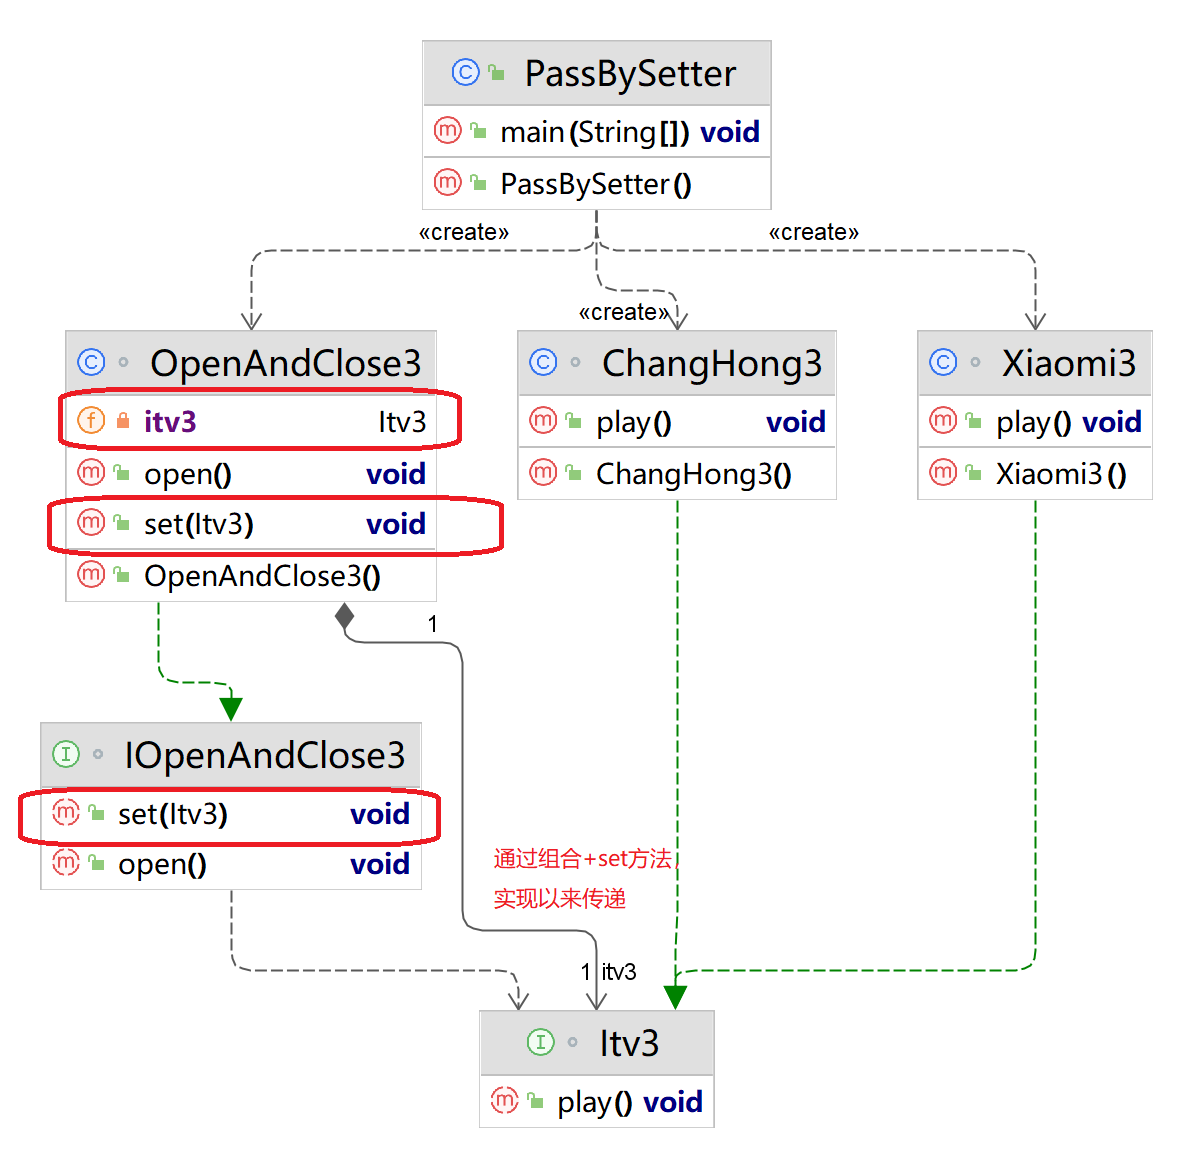 PassBySetter
main(String[]) void
PassBySetter()
«create»
«create»
«create»
OpenAndClose3
itv3 Itv3
open() void
set(Itv3) void
OpenAndClose3()
ChangHong3
play() void
ChangHong3()
Xiaomi3
play() void
Xiaomi3()
1
IOpenAndClose3
set(Itv3) void
open() void
通过组合+set方法，
实现以来传递
1 itv3
Itv3
play() void